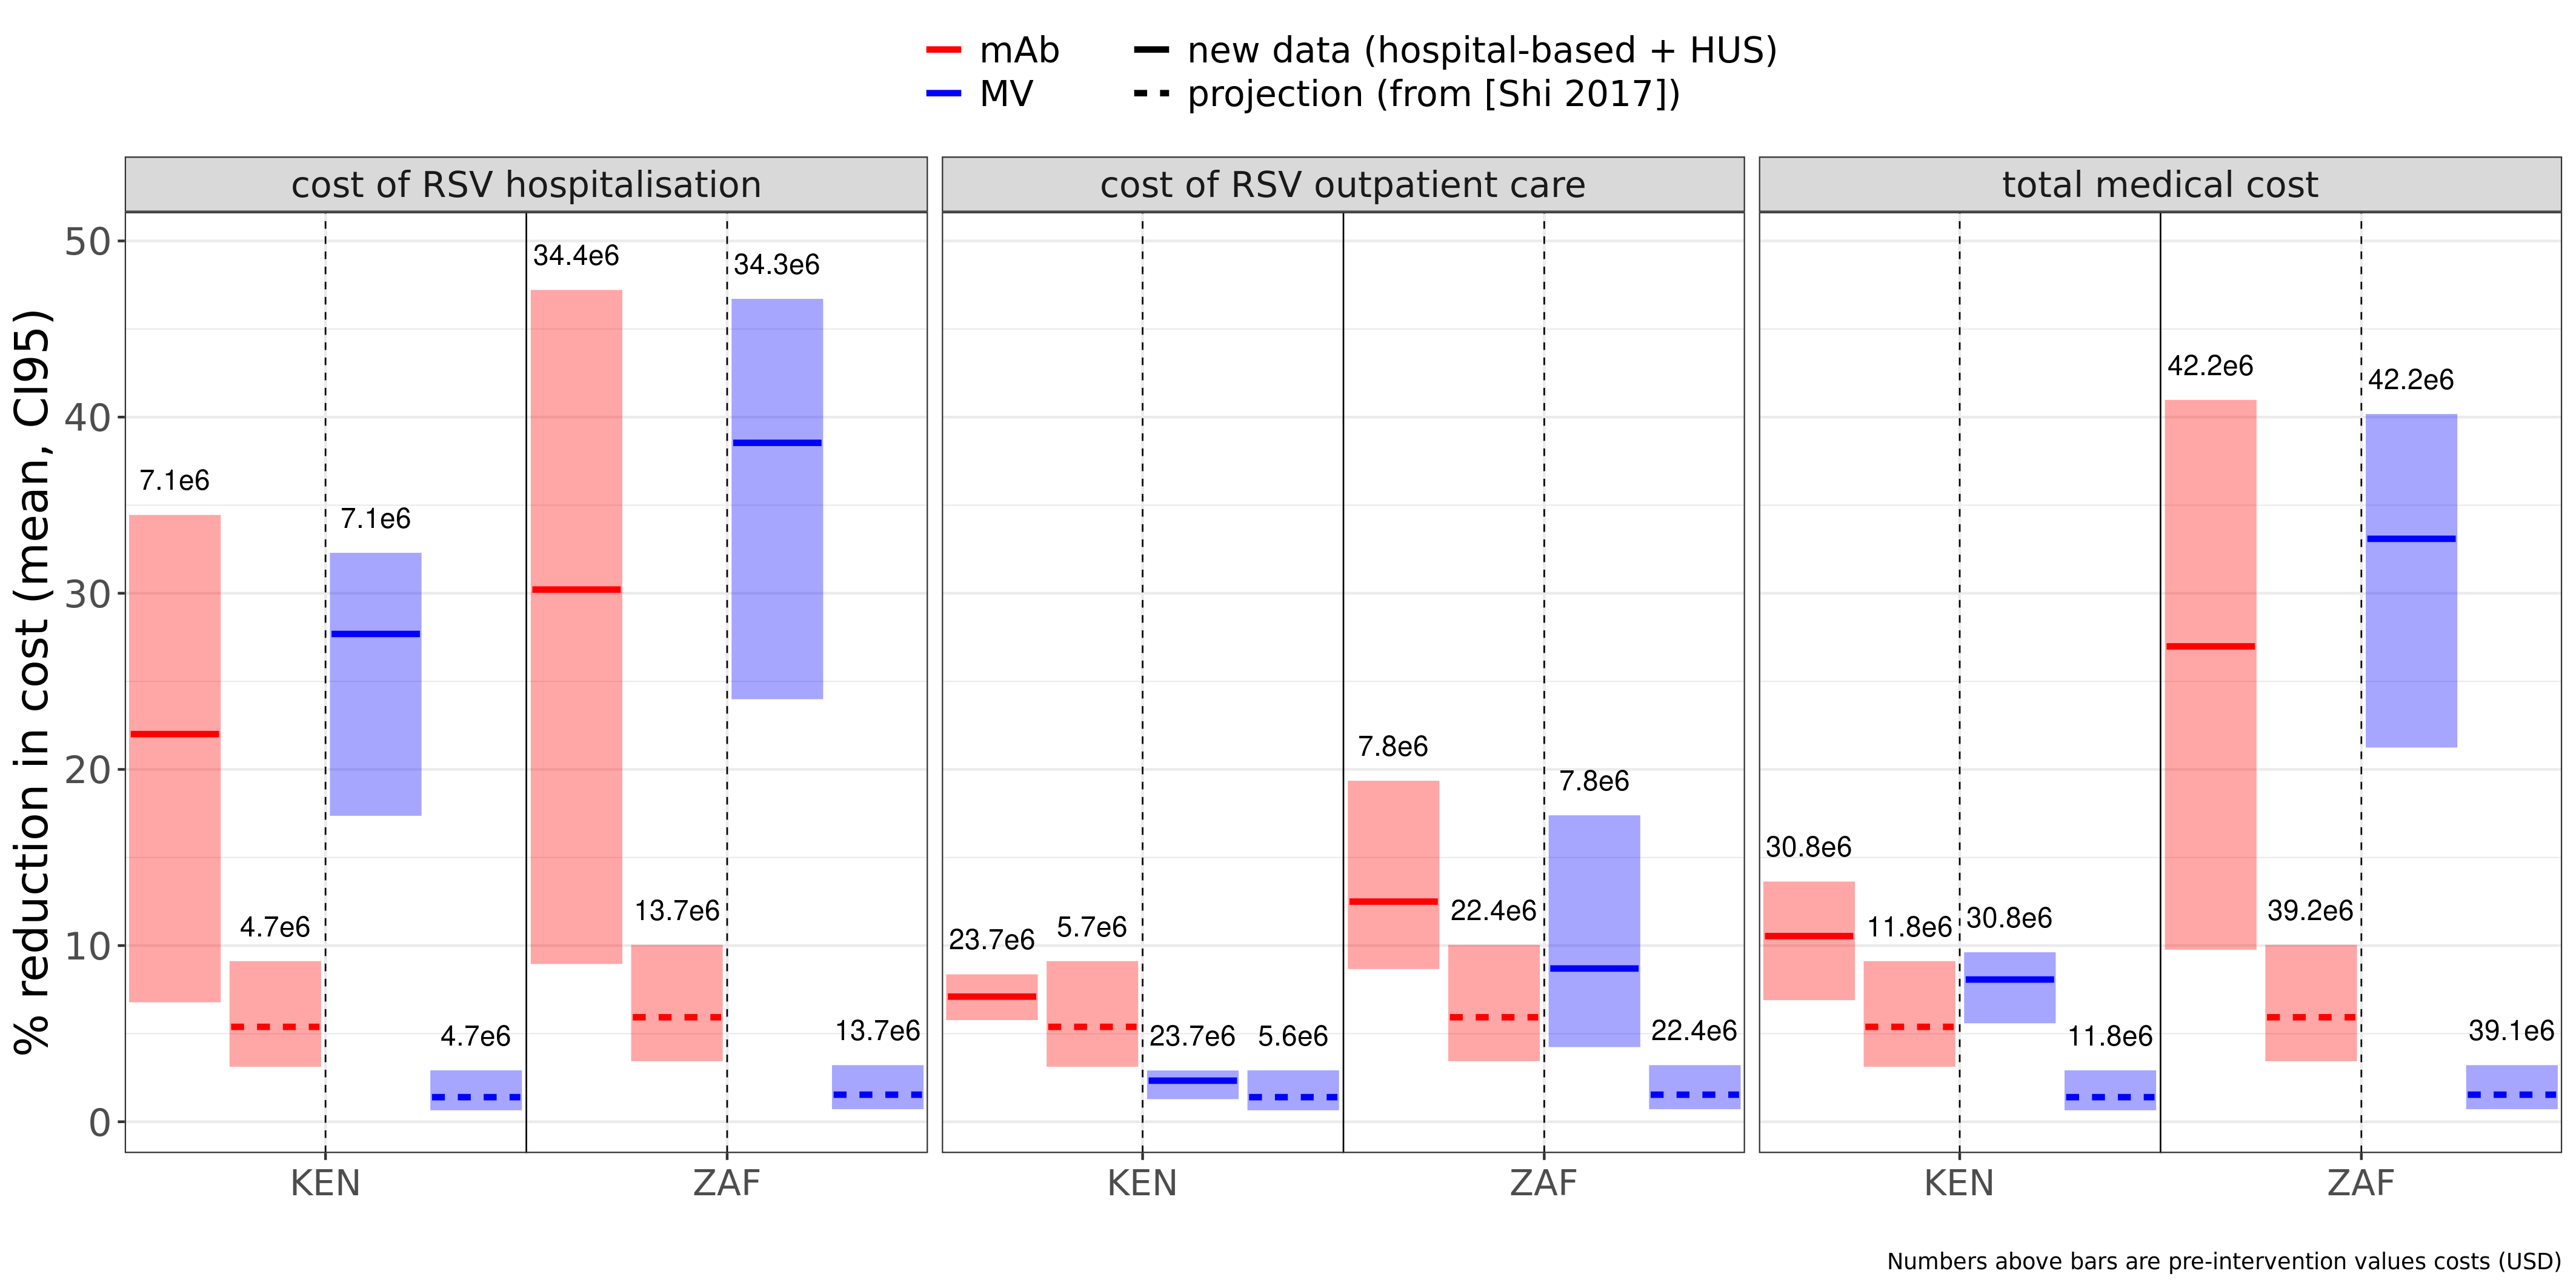 mAb
MV
new data (hospital-based + HUS)
projection (from [Shi 2017])
cost of RSV hospitalisation
cost of RSV outpatient care
total medical cost
% reduction in cost (mean, CI95)
50
40
30
20
10
0
7.1e6
4.7e6
7.1e6
4.7e6
34.4e6
13.7e6
34.3e6
13.7e6
23.7e6
5.7e6
23.7e6
5.6e6
7.8e6
22.4e6
7.8e6
22.4e6
30.8e6
11.8e6
30.8e6
11.8e6
42.2e6
39.2e6
42.2e6
39.1e6
KEN
ZAF
KEN
ZAF
KEN
ZAF
Numbers above bars are pre-intervention values costs (USD)